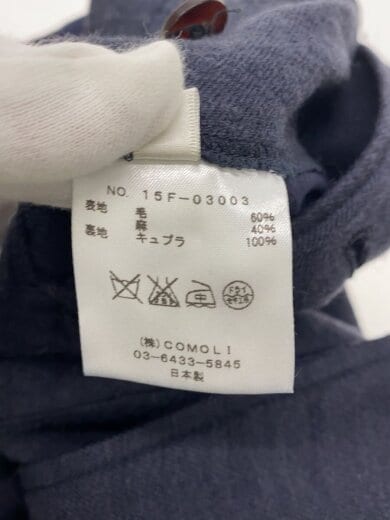 NO. 15F-03003
表地 毛 60%
麻 40%
裏地 キュプラ 100%
(株)COMOLI
03-6433-5845
日本製